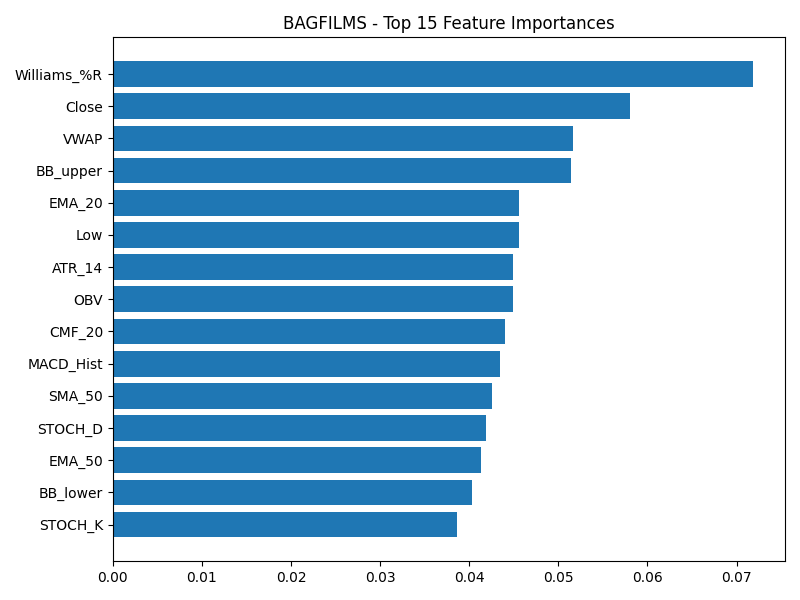 BAGFILMS - Top 15 Feature Importances
Williams_%R
Close
VWAP
BB_upper
EMA_20
Low
ATR_14
OBV
CMF_20
MACD_Hist
SMA_50
STOCH_D
EMA_50
BB_lower
STOCH_K
0.00 0.01 0.02 0.03 0.04 0.05 0.06 0.07